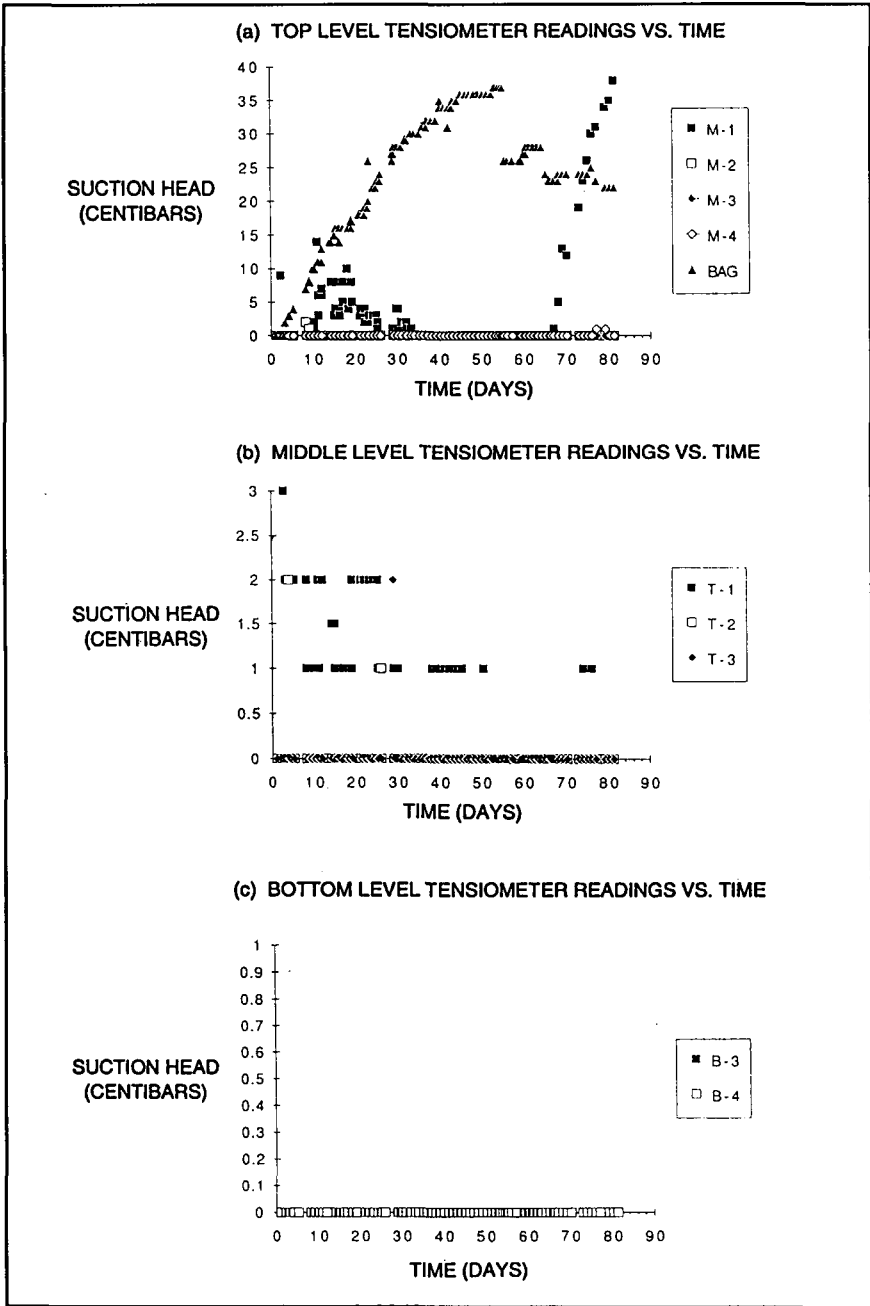 (a) TOP LEVEL TENSIOMETER READINGS VS. TIME
40
35
30
25
20
15
10
5
0
SUCTION HEAD
(CENTIBARS)
0 10 20 30 40 50 60 70 80 90
TIME (DAYS)
M-1
M-2
M-3
M-4
BAG
(b) MIDDLE LEVEL TENSIOMETER READINGS VS. TIME
3
2.5
2
1.5
1
0.5
0
SUCTION HEAD
(CENTIBARS)
0 10 20 30 40 50 60 70 80 90
TIME (DAYS)
T-1
T-2
T-3
(c) BOTTOM LEVEL TENSIOMETER READINGS VS. TIME
1
0.9
0.8
0.7
0.6
0.5
0.4
0.3
0.2
0.1
0
SUCTION HEAD
(CENTIBARS)
0 10 20 30 40 50 60 70 80 90
TIME (DAYS)
B-3
B-4